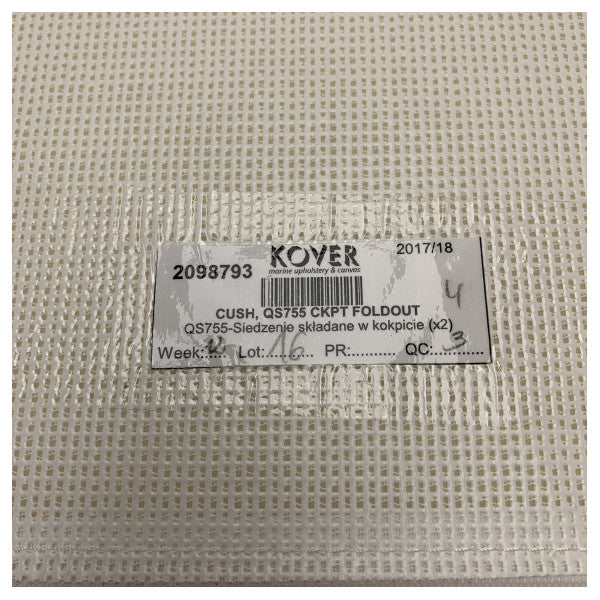 KOVER 2017/18
2098793 marine upholstery & canvas
4
CUSH, QS755 CKPT FOLDOUT
QS755-Siedzenie składane w kokpicie (x2)
Week:12. Lot:.....16...... PR:.......... QC:...3........